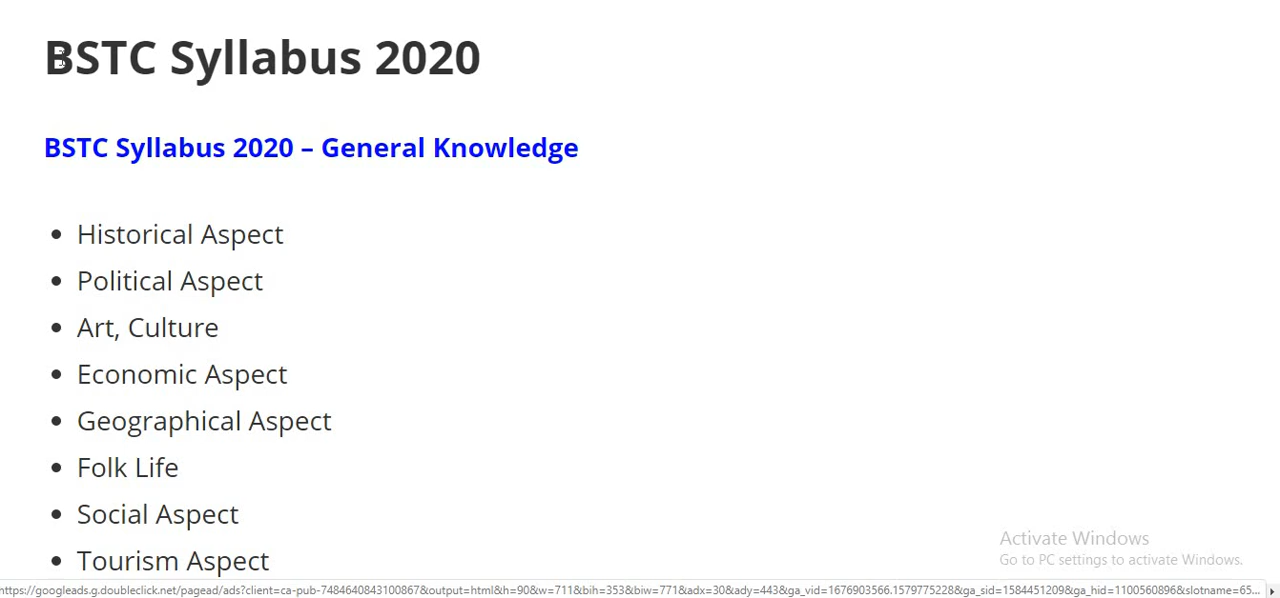 BSTC Syllabus 2020
BSTC Syllabus 2020 – General Knowledge
Historical Aspect
Political Aspect
Art, Culture
Economic Aspect
Geographical Aspect
Folk Life
Social Aspect
Tourism Aspect
Activate Windows
Go to PC settings to activate Windows.
https://googleads.g.doubleclick.net/pagead/ads?client=ca-pub-7484640843100867&output=html&h=90&w=711&bih=353&biw=771&adx=30&ady=443&ga_vid=1676903566.1579775228&ga_sid=1584451209&ga_hid=1100560896&slotname=65...